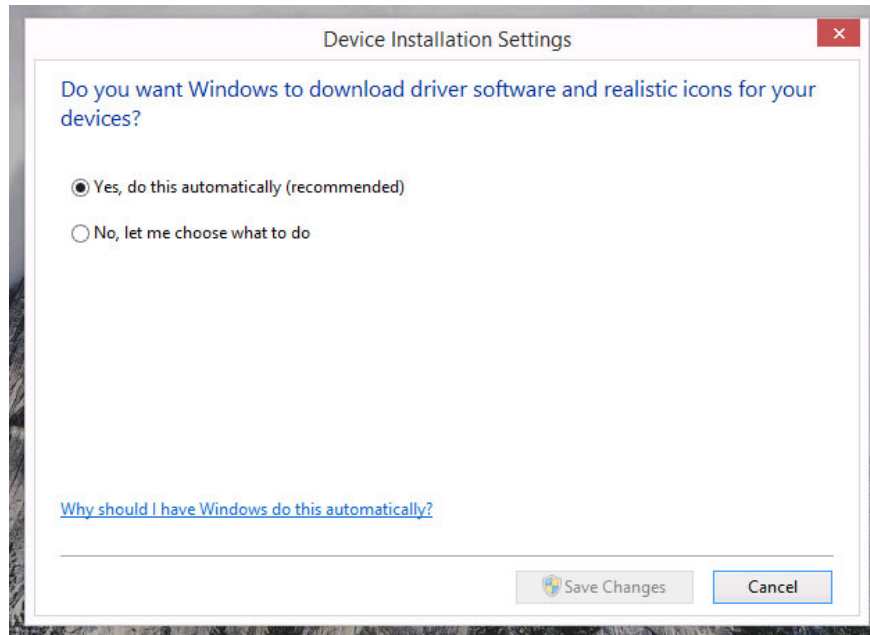 Device Installation Settings
Do you want Windows to download driver software and realistic icons for your
devices?
Yes, do this automatically (recommended)
No, let me choose what to do
Why should I have Windows do this automatically?
Save Changes
Cancel